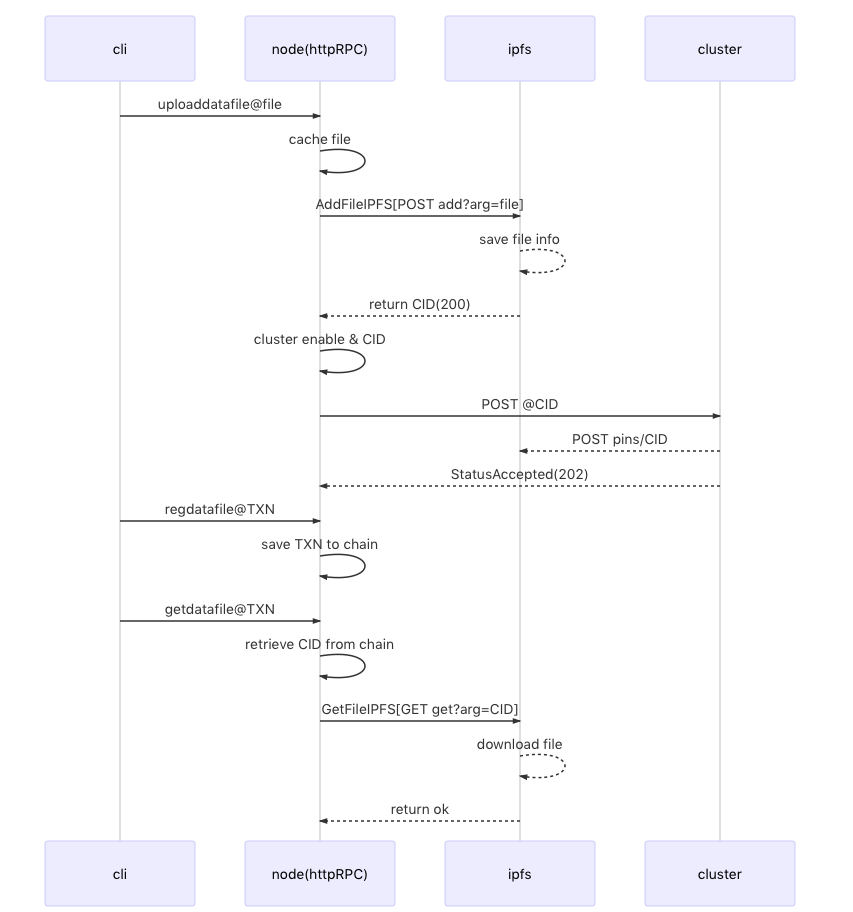 cli
node(httpRPC)
ipfs
cluster
uploaddatafile@file
cache file
AddFileIPFS[POST add?arg=file]
save file info
return CID(200)
cluster enable & CID
POST @CID
POST pins/CID
StatusAccepted(202)
regdatafile@TXN
save TXN to chain
getdatafile@TXN
retrieve CID from chain
GetFileIPFS[GET get?arg=CID]
download file
return ok
cli
node(httpRPC)
ipfs
cluster